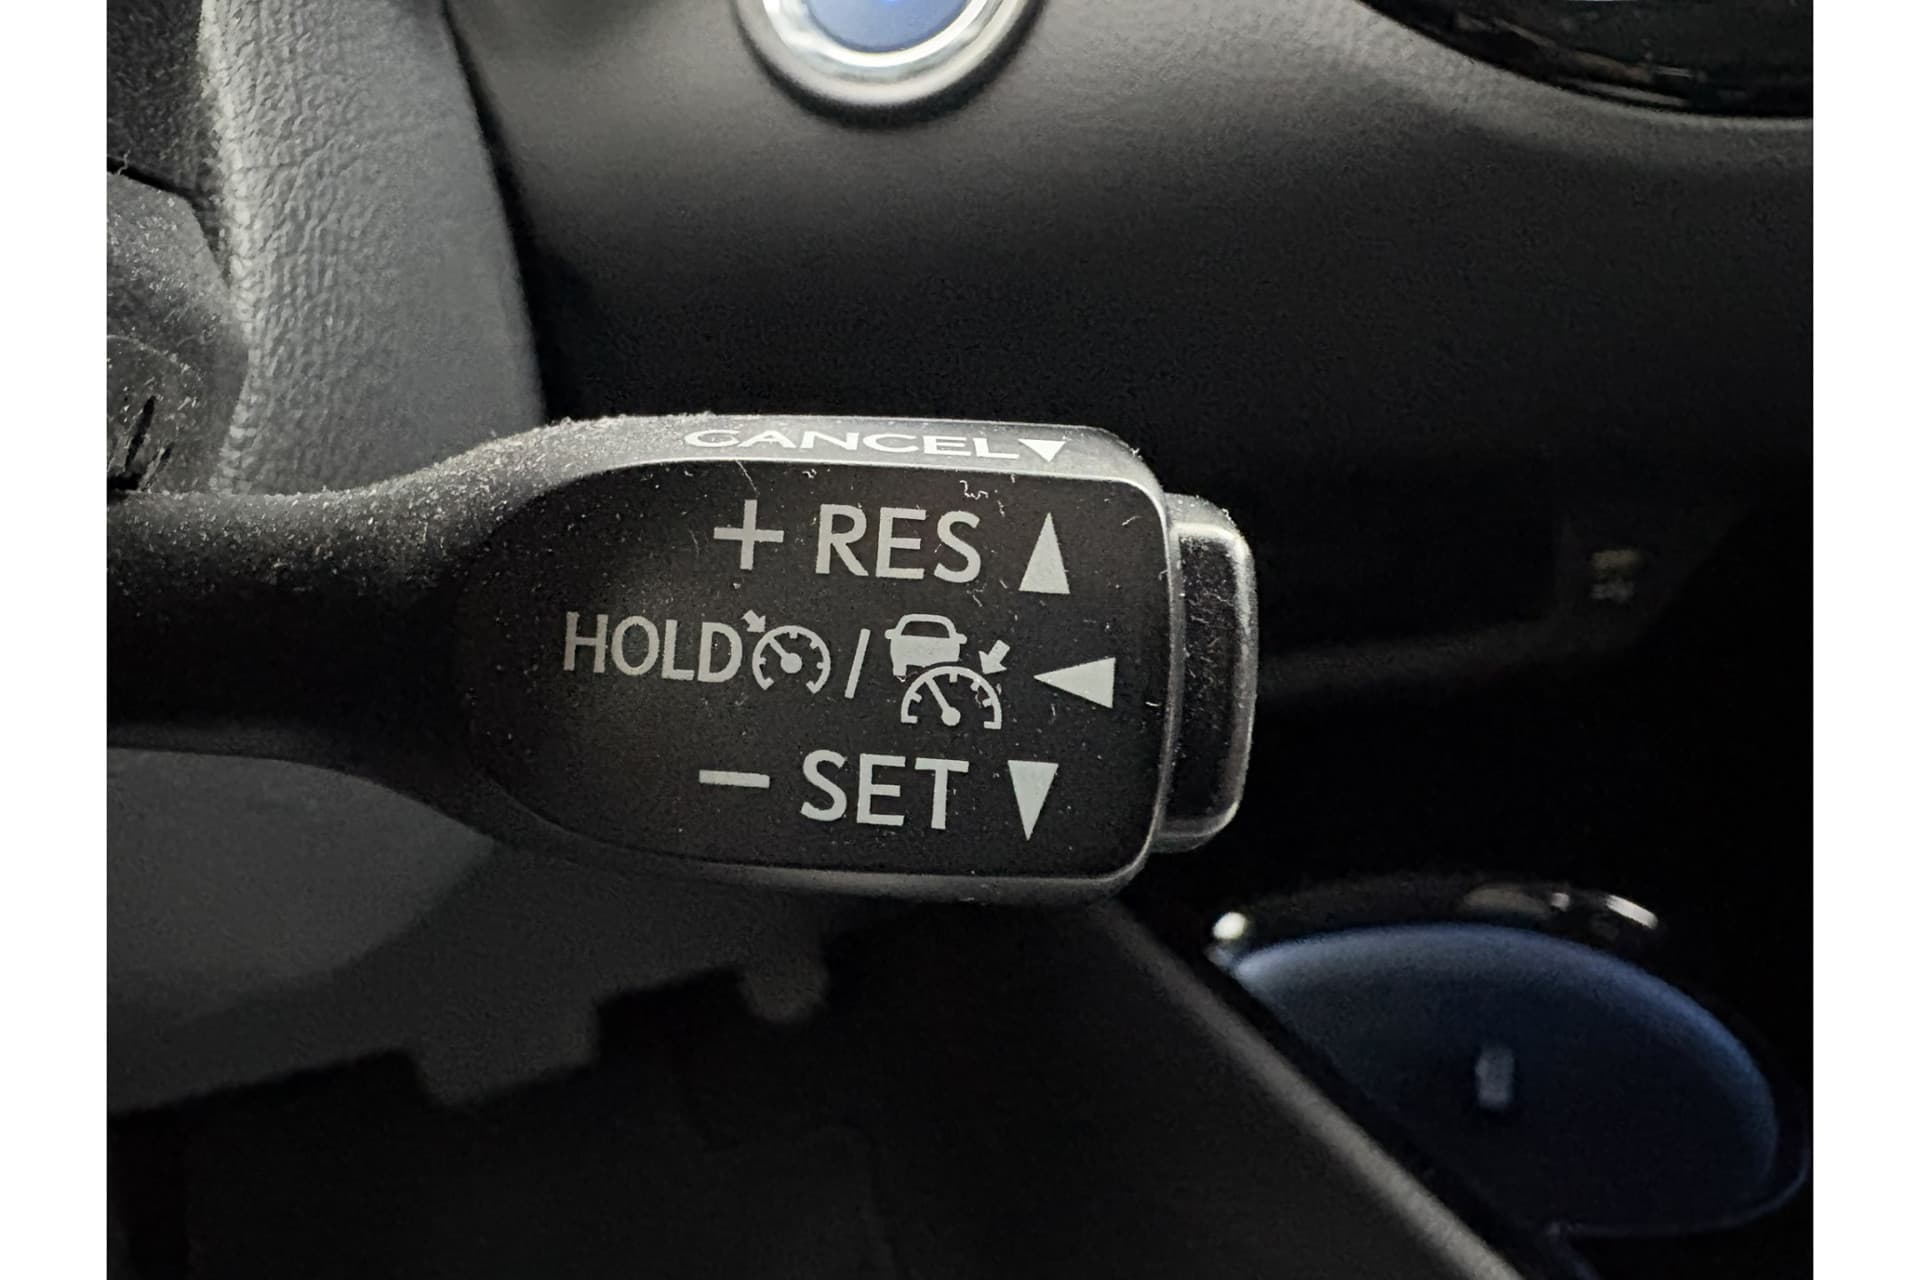 CANCEL▼
+ RES ▲
HOLD / ◀
− SET ▼